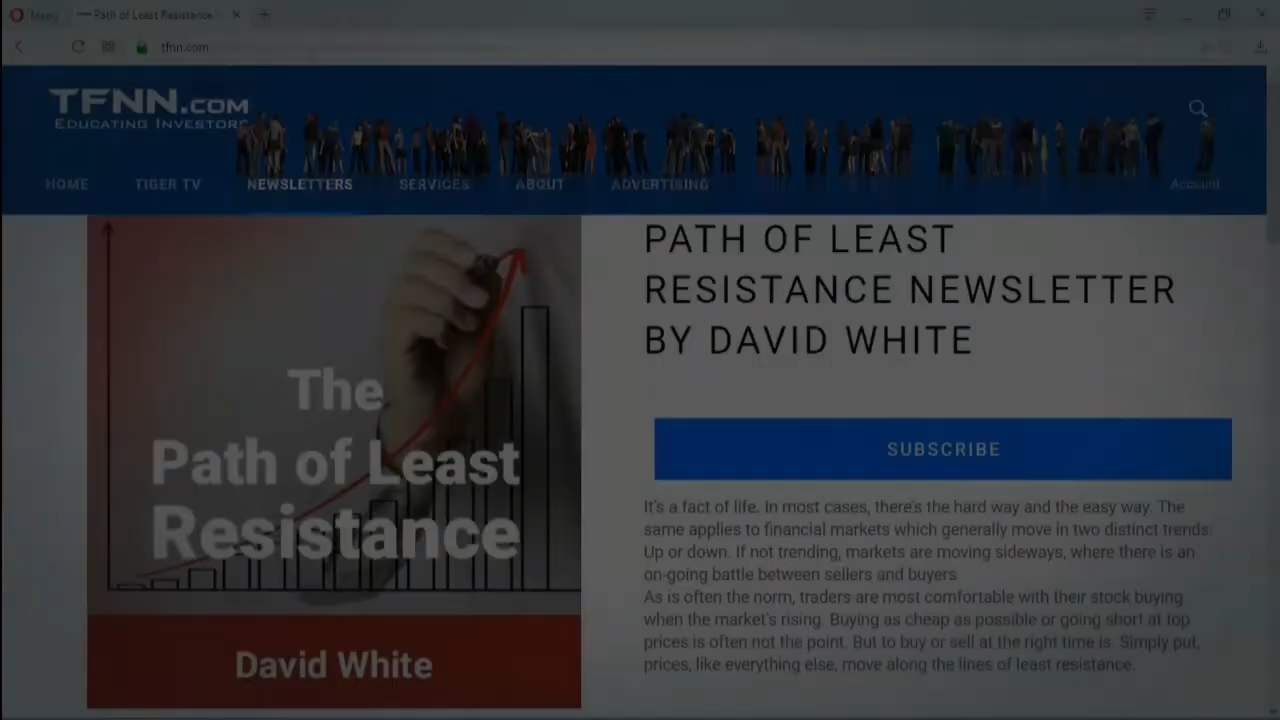 Menu
Path of Least Resistance
tfnn.com
TFNN.COM
EDUCATING INVESTORS
HOME TIGER TV NEWSLETTERS SERVICES ABOUT ADVERTISING Account
The
Path of Least
Resistance
David White
PATH OF LEAST
RESISTANCE NEWSLETTER
BY DAVID WHITE
SUBSCRIBE
It's a fact of life. In most cases, there's the hard way and the easy way. The
same applies to financial markets which generally move in two distinct trends:
Up or down. If not trending, markets are moving sideways, where there is an
on-going battle between sellers and buyers
As is often the norm, traders are most comfortable with their stock buying
when the market's rising. Buying as cheap as possible or going short at top
prices is often not the point. But to buy or sell at the right time is. Simply put,
prices, like everything else, move along the lines of least resistance.